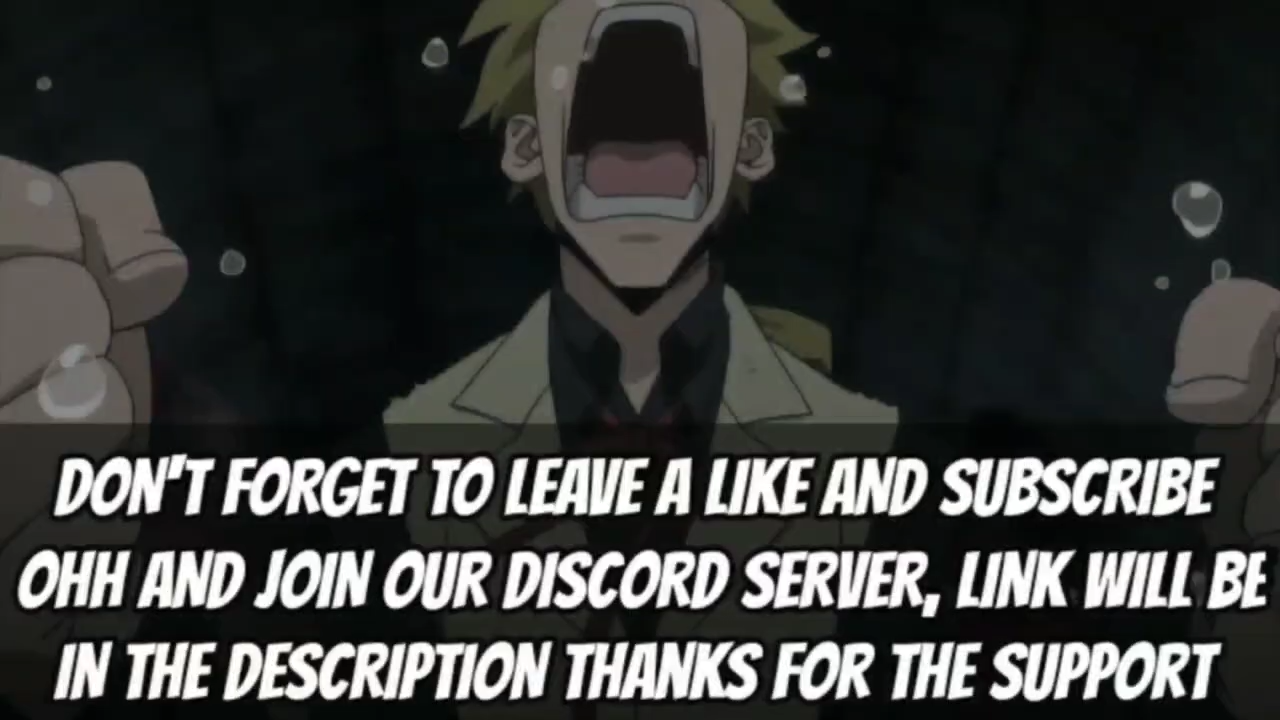 DON'T FORGET TO LEAVE A LIKE AND SUBSCRIBE
OHH AND JOIN OUR DISCORD SERVER, LINK WILL BE
IN THE DESCRIPTION THANKS FOR THE SUPPORT